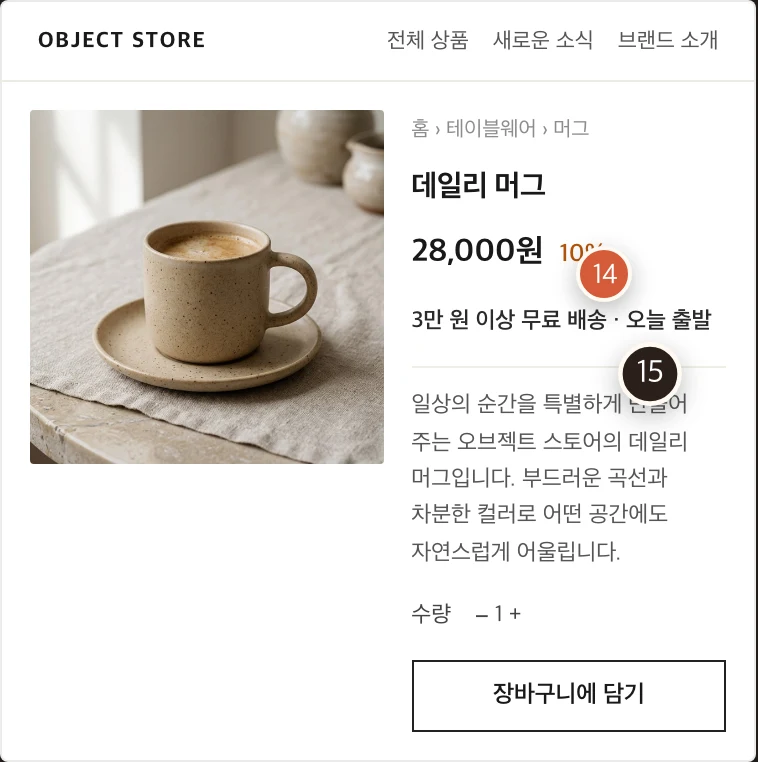 OBJECT STORE
전체 상품 새로운 소식 브랜드 소개
홈 › 테이블웨어 › 머그
데일리 머그
28,000원 10%
14
3만 원 이상 무료 배송 · 오늘 출발
15
일상의 순간을 특별하게 만들어
주는 오브젝트 스토어의 데일리
머그입니다. 부드러운 곡선과
차분한 컬러로 어떤 공간에도
자연스럽게 어울립니다.
수량 – 1 +
장바구니에 담기